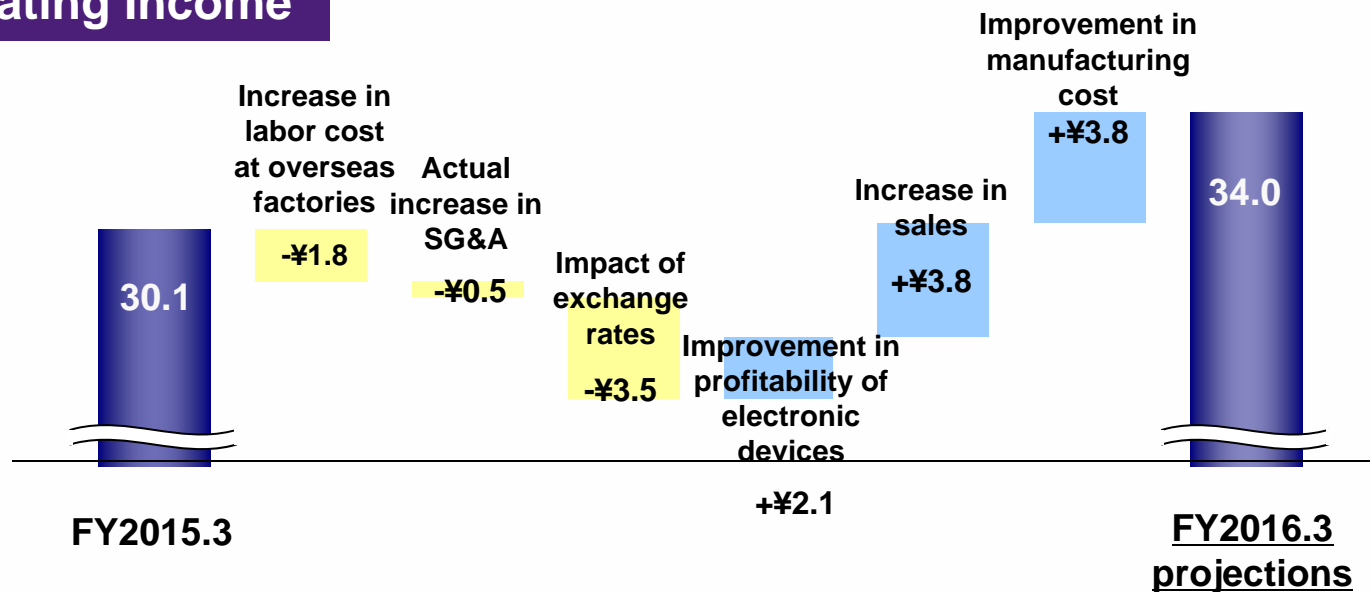 ating Income
Increase in
labor cost
at overseas
factories
-¥1.8
Actual
increase in
SG&A
-¥0.5
Impact of
exchange
rates
-¥3.5
Improvement in
profitability of
electronic
devices
+¥2.1
Increase in
sales
+¥3.8
Improvement in
manufacturing
cost
+¥3.8
30.1
34.0
FY2015.3
FY2016.3
projections